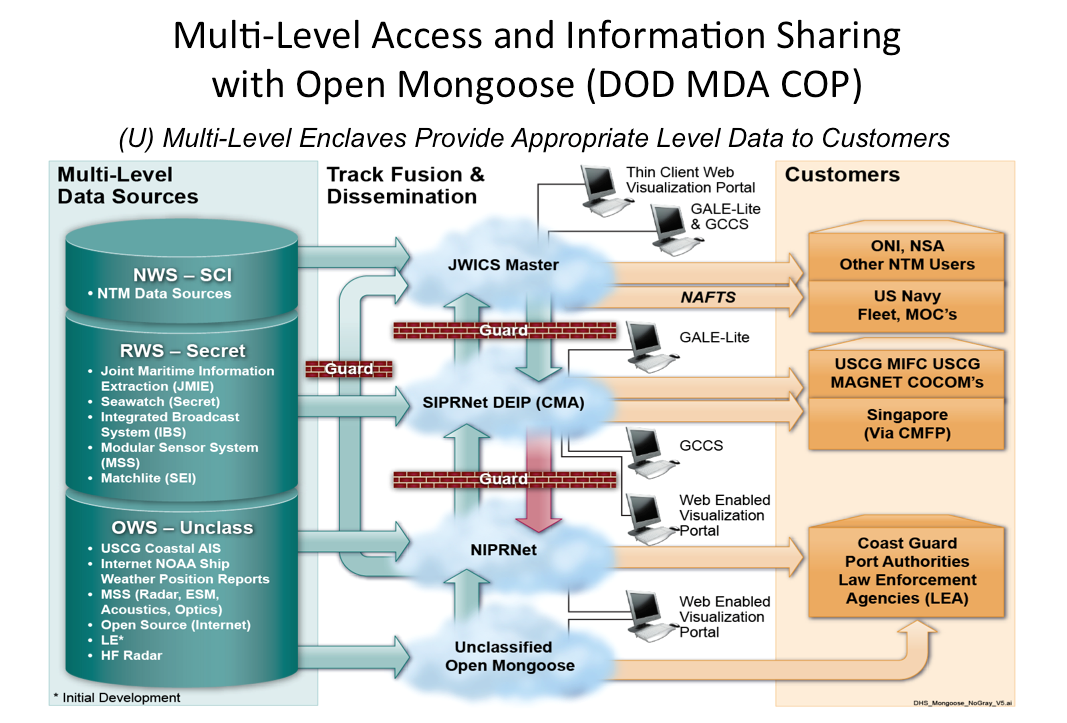 Multi-Level Access and Information Sharing
with Open Mongoose (DOD MDA COP)
(U) Multi-Level Enclaves Provide Appropriate Level Data to Customers
Multi-Level
Data Sources
NWS – SCI
• NTM Data Sources
RWS – Secret
• Joint Maritime Information
Extraction (JMIE)
• Seawatch (Secret)
• Integrated Broadcast
System (IBS)
• Modular Sensor System
(MSS)
• Matchlite (SEI)
OWS – Unclass
• USCG Coastal AIS
• Internet NOAA Ship
Weather Position Reports
• MSS (Radar, ESM,
Acoustics, Optics)
• Open Source (Internet)
• LE*
• HF Radar
* Initial Development
Track Fusion &
Dissemination
Thin Client Web
Visualization Portal
GALE-Lite
& GCCS
JWICS Master
NAFTS
Guard
Guard
GALE-Lite
SIPRNet DEIP (CMA)
GCCS
Guard
Web Enabled
Visualization
Portal
NIPRNet
Web Enabled
Visualization
Portal
Unclassified
Open Mongoose
Customers
ONI, NSA
Other NTM Users
US Navy
Fleet, MOC's
USCG MIFC USCG
MAGNET COCOM's
Singapore
(Via CMFP)
Coast Guard
Port Authorities
Law Enforcement
Agencies (LEA)
DHS_Mongoose_NoGray_V5.ai